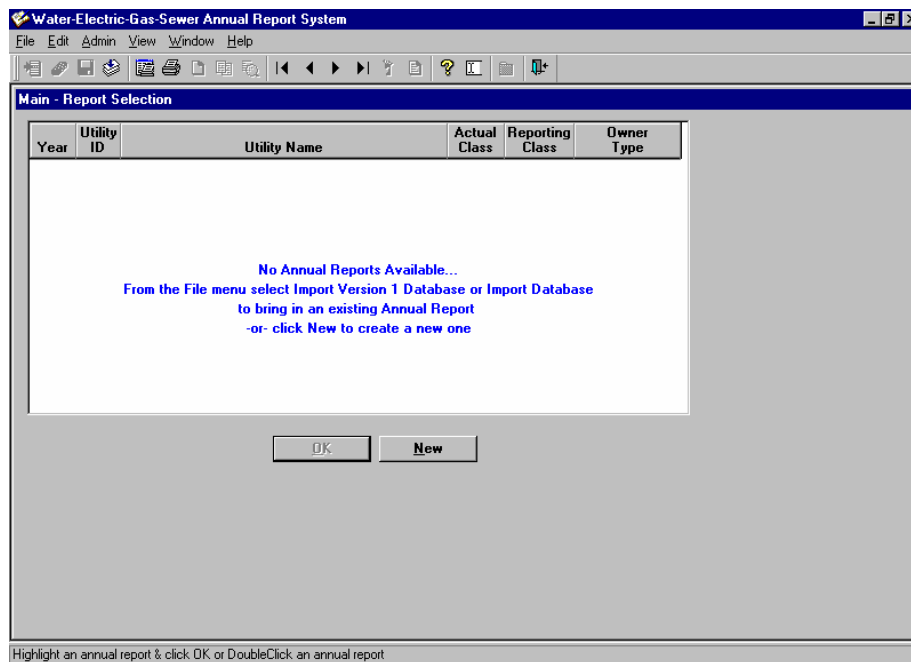 Water-Electric-Gas-Sewer Annual Report System
File Edit Admin View Window Help
Main - Report Selection
Year Utility ID Utility Name Actual Class Reporting Class Owner Type
No Annual Reports Available...
From the File menu select Import Version 1 Database or Import Database
to bring in an existing Annual Report
-or- click New to create a new one
OK New
Highlight an annual report & click OK or DoubleClick an annual report